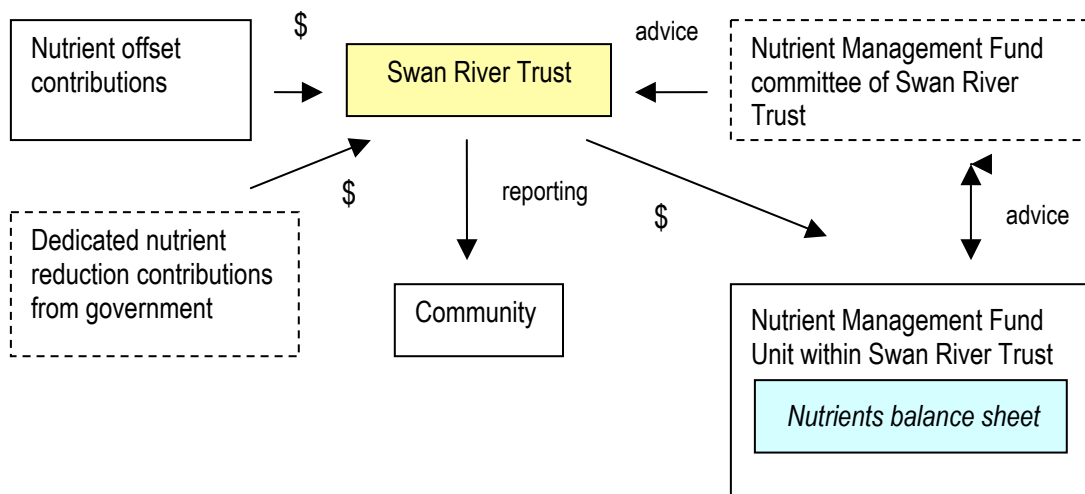 Nutrient offset
contributions
$
Swan River Trust
advice
Nutrient Management Fund
committee of Swan River
Trust
Dedicated nutrient
reduction contributions
from government
$
reporting
$
advice
Community
Nutrient Management Fund
Unit within Swan River Trust
Nutrients balance sheet